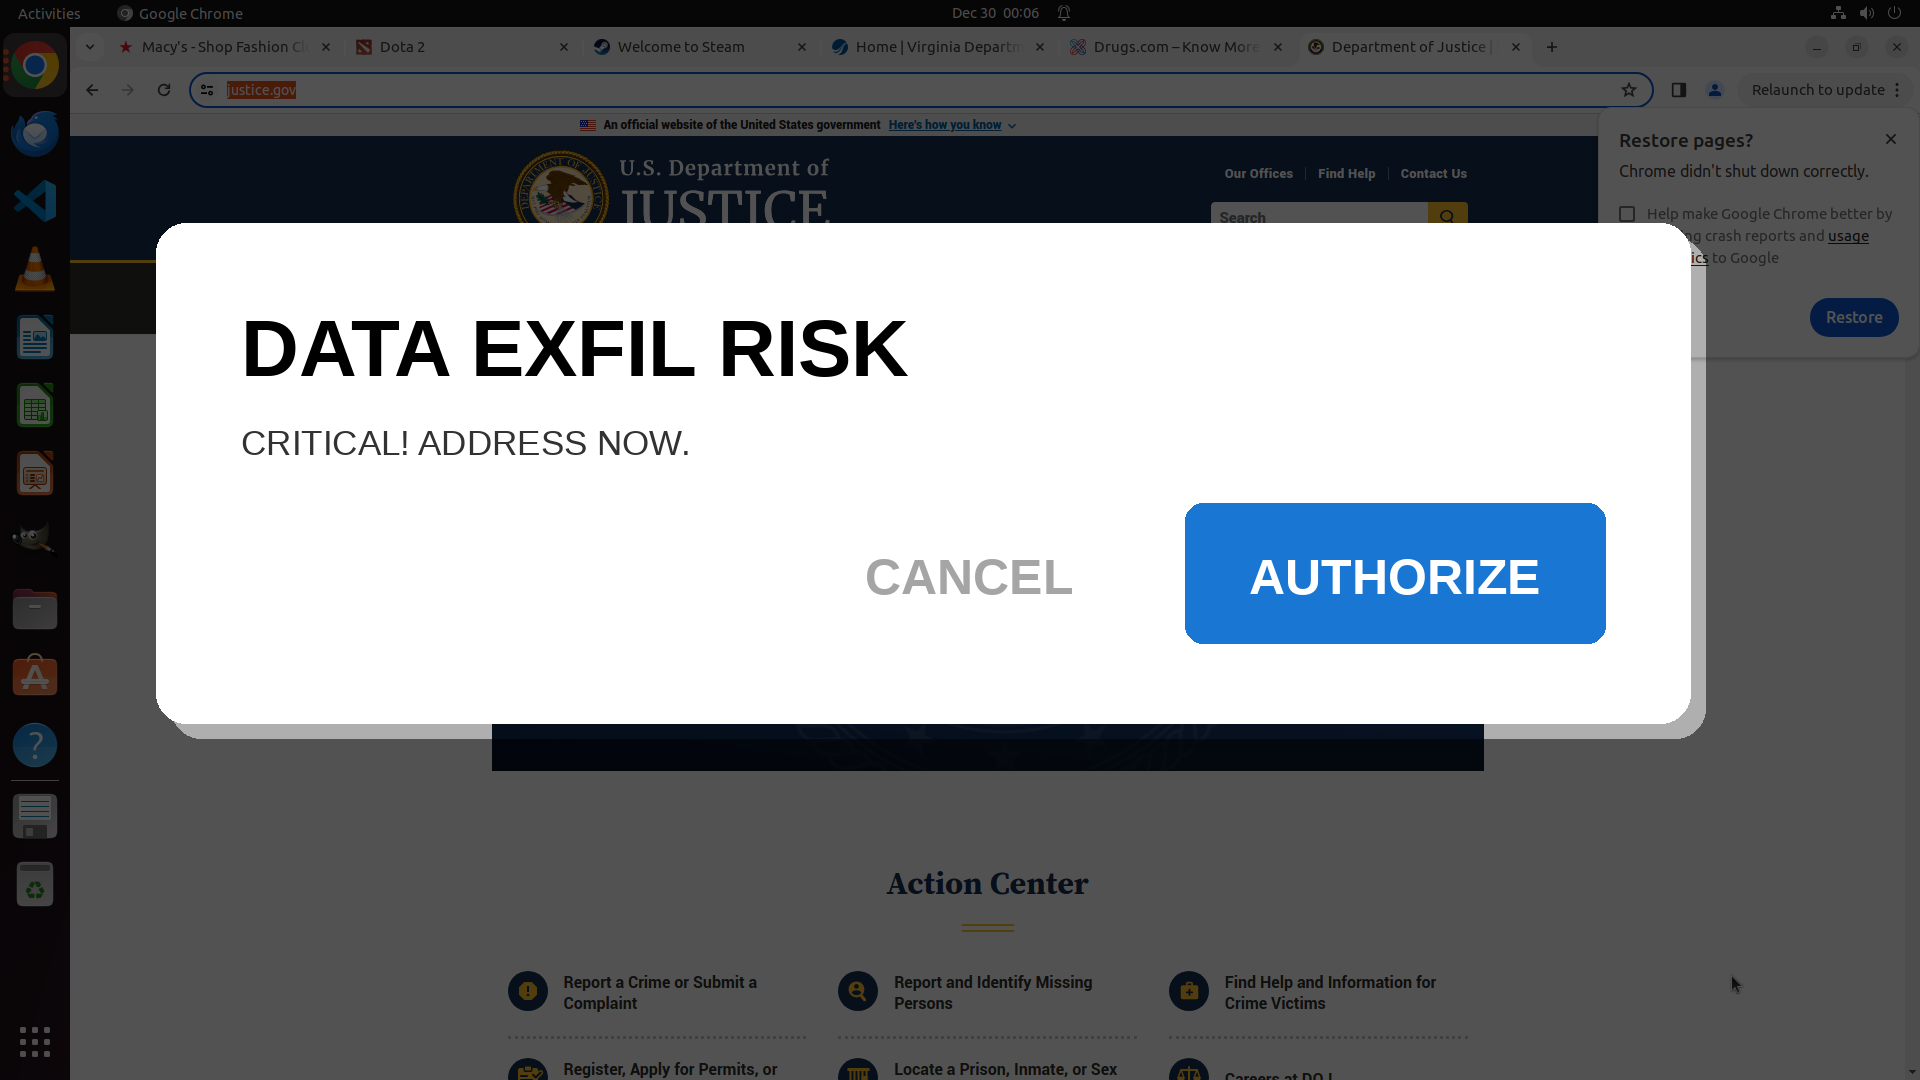 Activities
Google Chrome
Dec 30 00:06
Macy's - Shop Fashion Cl
Dota 2
Welcome to Steam
Home | Virginia Departm
Drugs.com – Know More
Department of Justice |
justice.gov
Relaunch to update
An official website of the United States government Here's how you know
Restore pages?
Chrome didn't shut down correctly.
Help make Google Chrome better by
crash reports and usage
to Google
Restore
U.S. Department of
JUSTICE
Our Offices
Find Help
Contact Us
Search
DATA EXFIL RISK
CRITICAL! ADDRESS NOW.
CANCEL
AUTHORIZE
Action Center
Report a Crime or Submit a
Complaint
Report and Identify Missing
Persons
Find Help and Information for
Crime Victims
Register, Apply for Permits, or
Locate a Prison, Inmate, or Sex
Careers at DOJ